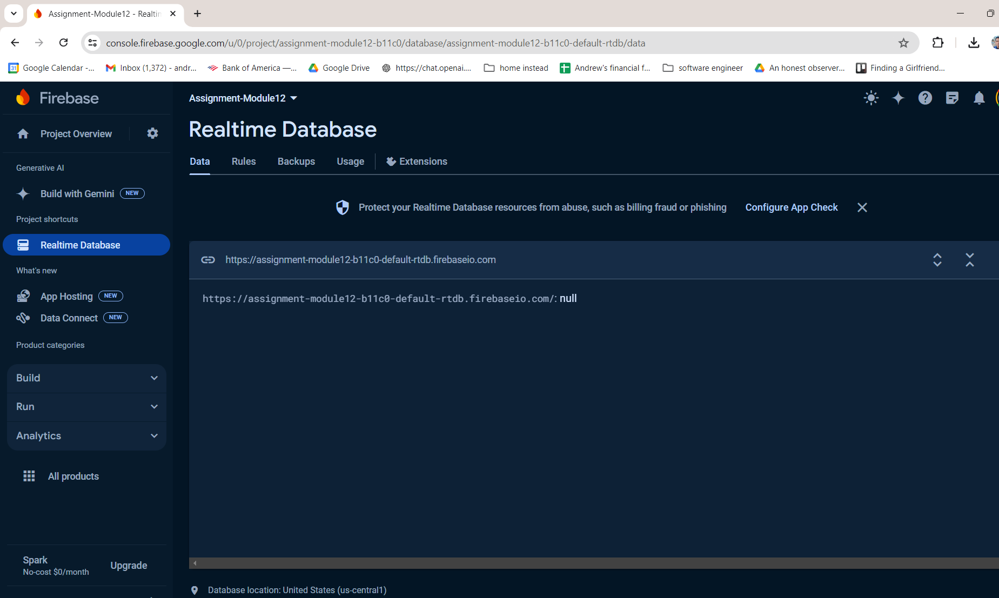 Assignment-Module12 - Realtin
console.firebase.google.com/u/0/project/assignment-module12-b11c0/database/assignment-module12-b11c0-default-rtdb/data
31 Google Calendar -... Inbox (1,372) - andr... Bank of America —... Google Drive https://chat.openai.... home instead Andrew's financial f... software engineer An honest observer... Finding a Girlfriend...
Firebase
Project Overview
Generative AI
Build with Gemini NEW
Project shortcuts
Realtime Database
What's new
App Hosting NEW
Data Connect NEW
Product categories
Build
Run
Analytics
All products
Spark
No-cost $0/month
Upgrade
Assignment-Module12
Realtime Database
Data Rules Backups Usage Extensions
Protect your Realtime Database resources from abuse, such as billing fraud or phishing Configure App Check
https://assignment-module12-b11c0-default-rtdb.firebaseio.com
https://assignment-module12-b11c0-default-rtdb.firebaseio.com/: null
Database location: United States (us-central1)